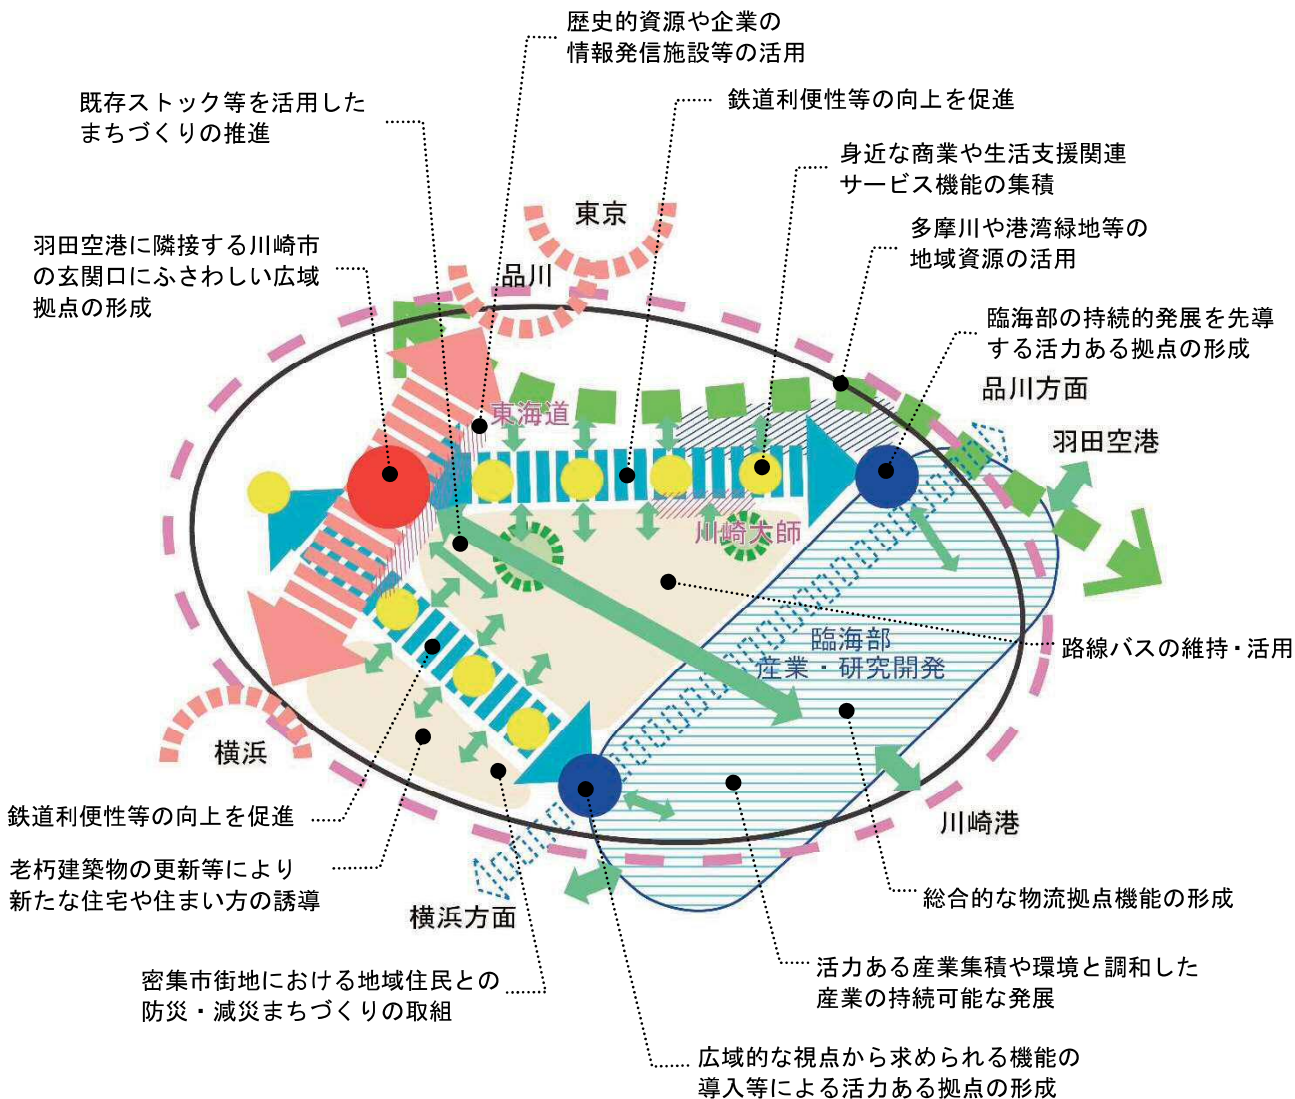 歴史的資源や企業の
情報発信施設等の活用
既存ストック等を活用した
まちづくりの推進
鉄道利便性等の向上を促進
身近な商業や生活支援関連
サービス機能の集積
東京
多摩川や港湾緑地等の
地域資源の活用
羽田空港に隣接する川崎市
の玄関口にふさわしい広域
拠点の形成
品川
臨海部の持続的発展を先導
する活力ある拠点の形成
品川方面
東海道
羽田空港
川崎大師
臨海部
産業・研究開発
路線バスの維持・活用
横浜
鉄道利便性等の向上を促進
川崎港
老朽建築物の更新等により
新たな住宅や住まい方の誘導
総合的な物流拠点機能の形成
横浜方面
密集市街地における地域住民との
防災・減災まちづくりの取組
活力ある産業集積や環境と調和した
産業の持続可能な発展
広域的な視点から求められる機能の
導入等による活力ある拠点の形成